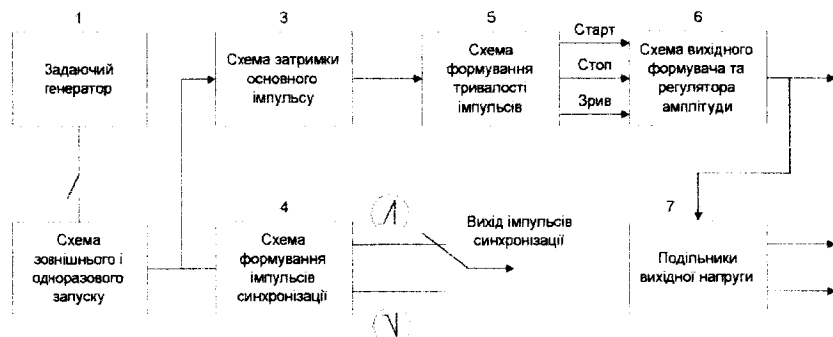 1
Задаючий
генератор
3
Схема затримки
основного
імпульсу
5
Схема
формування
тривалості
імпульсів
Старт
Стоп
Зрив
6
Схема вихідного
формувача та
регулятора
амплітуди
Схема
зовнішнього і
одноразового
запуску
4
Схема
формування
імпульсів
синхронізації
Вихід імпульсів
синхронізації
7
Подільники
вихідної напруги